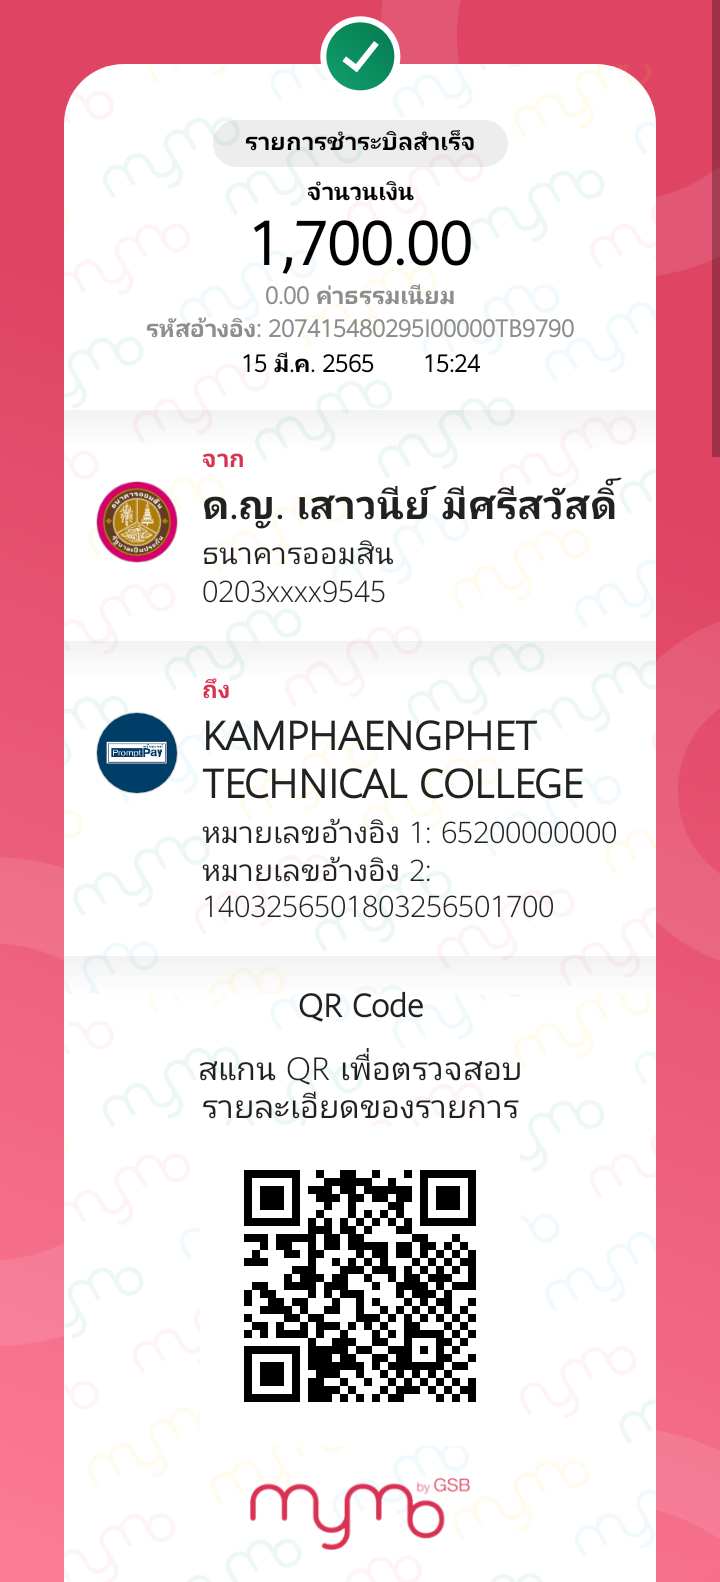 รายการชำระบิลสำเร็จ
จำนวนเงิน
1,700.00
0.00 ค่าธรรมเนียม
รหัสอ้างอิง: 207415480295I00000TB9790
15 มี.ค. 2565 15:24
จาก
ด.ญ. เสาวนีย์ มีศรีสวัสดิ์
ธนาคารออมสิน
0203xxxx9545
ถึง
PromptPay
KAMPHAENGPHET
TECHNICAL COLLEGE
หมายเลขอ้างอิง 1: 65200000000
หมายเลขอ้างอิง 2:
1403256501803256501700
QR Code
สแกน QR เพื่อตรวจสอบ
รายละเอียดของรายการ
mymo by GSB